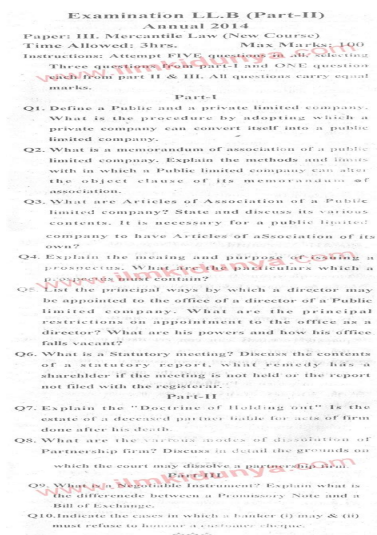 Examination LL.B (Part-II)
Annual 2014
Paper: III. Mercantile Law (New Course)
Time Allowed: 3hrs. Max Marks: 100
Instructions: Attempt FIVE questions in all, selecting
Three questions from part-I and ONE question
each from part II & III. All questions carry equal
marks.
Part-I
Q1. Define a Public and a private limited company.
What is the procedure by adopting which a
private company can convert itself into a public
limited company.
Q2. What is a memorandum of association of a public
limited compnay. Explain the methods and limits
with in which a Public limited company can alter
the object clause of its memorandum of
association.
Q3. What are Articles of Association of a Public
limited company? State and discuss its various
contents. It is necessary for a public limited
company to have Articles of aSsociation of its
own?
Q4. Explain the meaing and purpose of issuing a
prospectus. What are the particulars which a
prospectus must contain?
Q5. List the principal ways by which a director may
be appointed to the office of a director of a Public
limited company. What are the principal
restrictions on appointment to the office as a
director? What are his powers and how his office
falls vacant?
Q6. What is a Statutory meeting? Discuss the contents
of a statutory report, what remedy has a
shareholder if the meeting is not held or the report
not filed with the registerar.
Part-II
Q7. Explain the "Doctrine of Holding out" Is the
estate of a deceased partner liable for acts of firm
done after his death.
Q8. What are the various modes of dissolution of
Partnership firm? Discuss in detail the grounds on
which the court may dissolve a partnership firm.
Part-III
Q9. What is a Negotiable Instrument? Explain what is
the differenede between a Promissory Note and a
Bill of Exchange.
Q10. Indicate the cases in which a banker (i) may & (ii)
must refuse to honour a customer cheque.
www.ilmkidunya.com
www.ilmkidunya.com
www.ilmkidunya.com